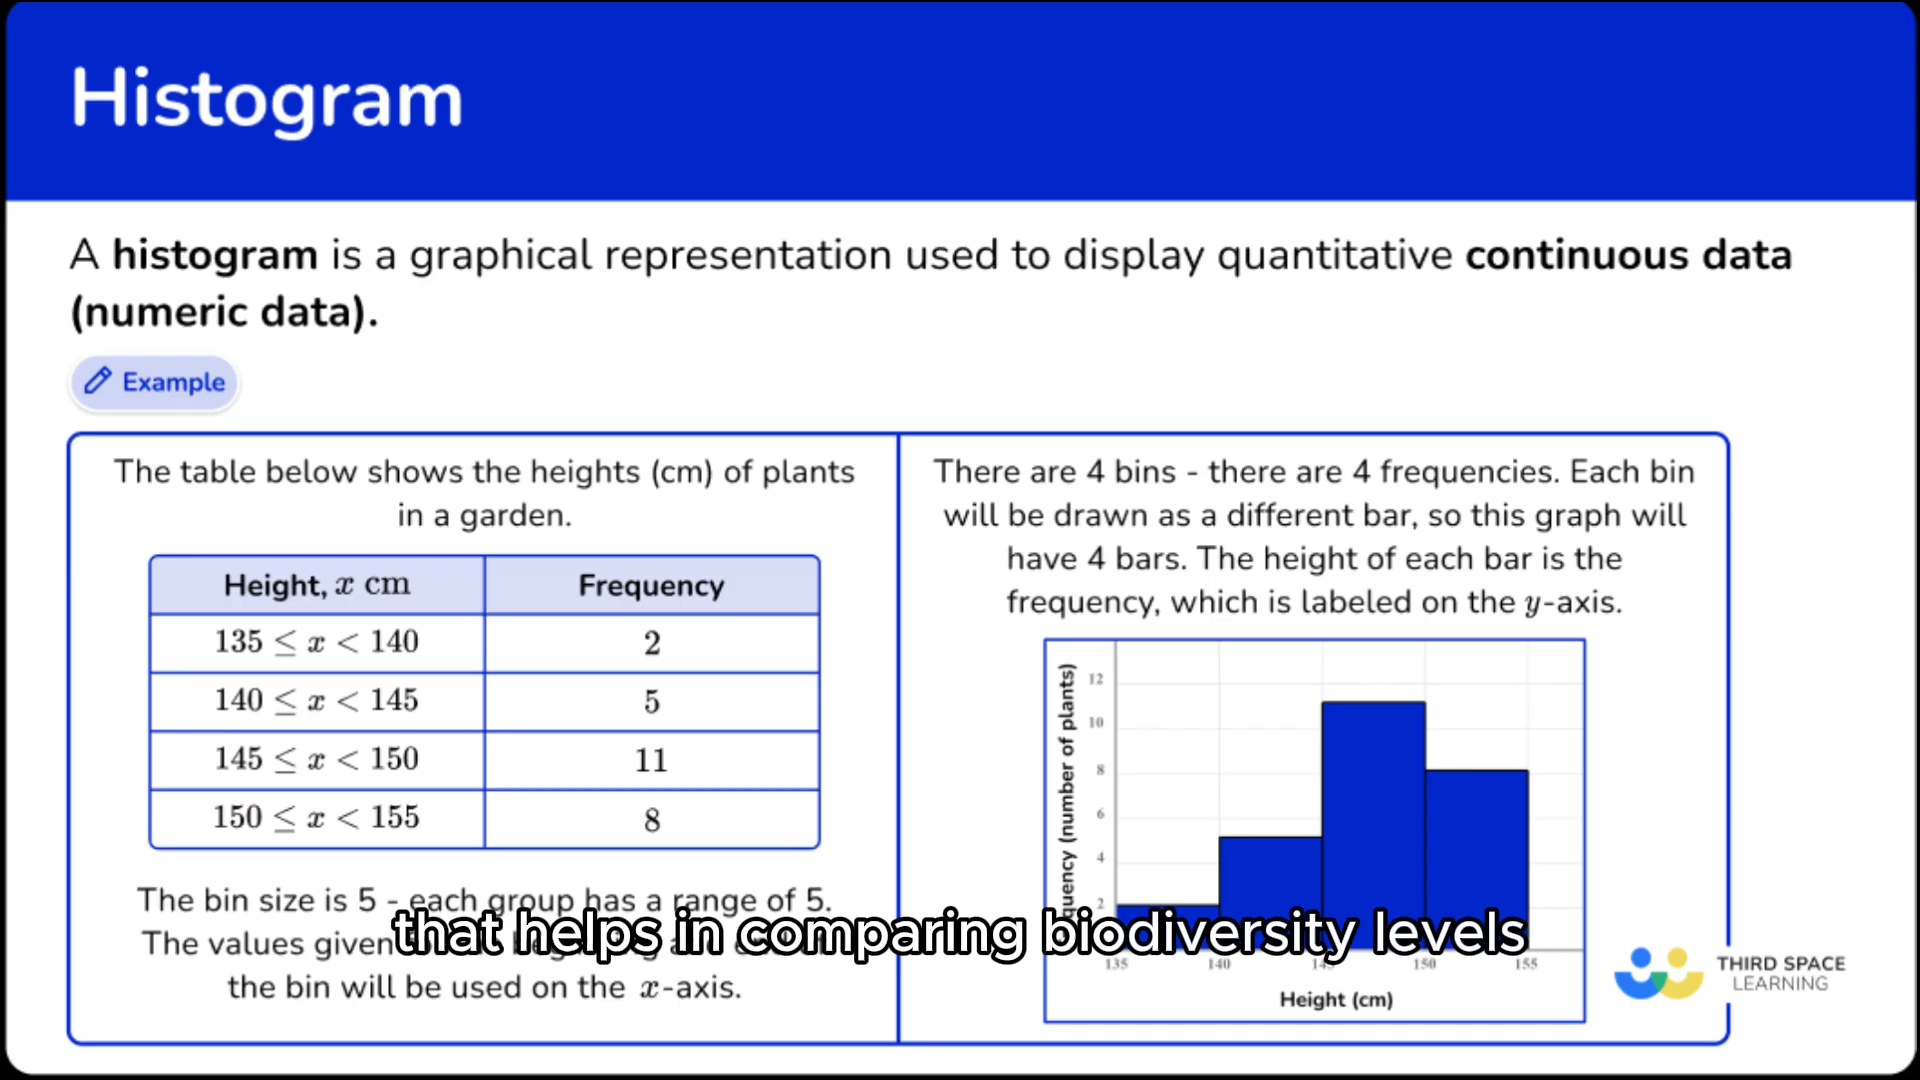 Histogram
A histogram is a graphical representation used to display quantitative continuous data
(numeric data).
Example
The table below shows the heights (cm) of plants
in a garden.
Height, x cm Frequency
135 ≤ x < 140 2
140 ≤ x < 145 5
145 ≤ x < 150 11
150 ≤ x < 155 8
The bin size is 5 - each group has a range of 5.
The values given
the bin will be used on the x-axis.
There are 4 bins - there are 4 frequencies. Each bin
will be drawn as a different bar, so this graph will
have 4 bars. The height of each bar is the
frequency, which is labeled on the y-axis.
(number of plants)
12
10
8
6
4
2
135 140 145 150 155
Height (cm)
that helps in comparing biodiversity levels
THIRD SPACE
LEARNING